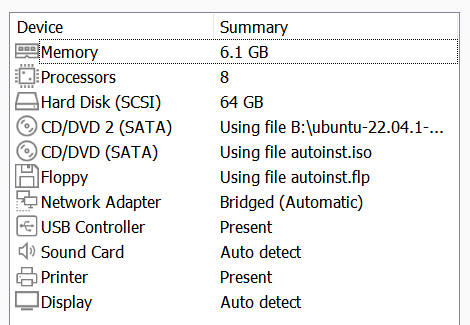 Device Summary
Memory 6.1 GB
Processors 8
Hard Disk (SCSI) 64 GB
CD/DVD 2 (SATA) Using file B:\ubuntu-22.04.1-...
CD/DVD (SATA) Using file autoinst.iso
Floppy Using file autoinst.flp
Network Adapter Bridged (Automatic)
USB Controller Present
Sound Card Auto detect
Printer Present
Display Auto detect